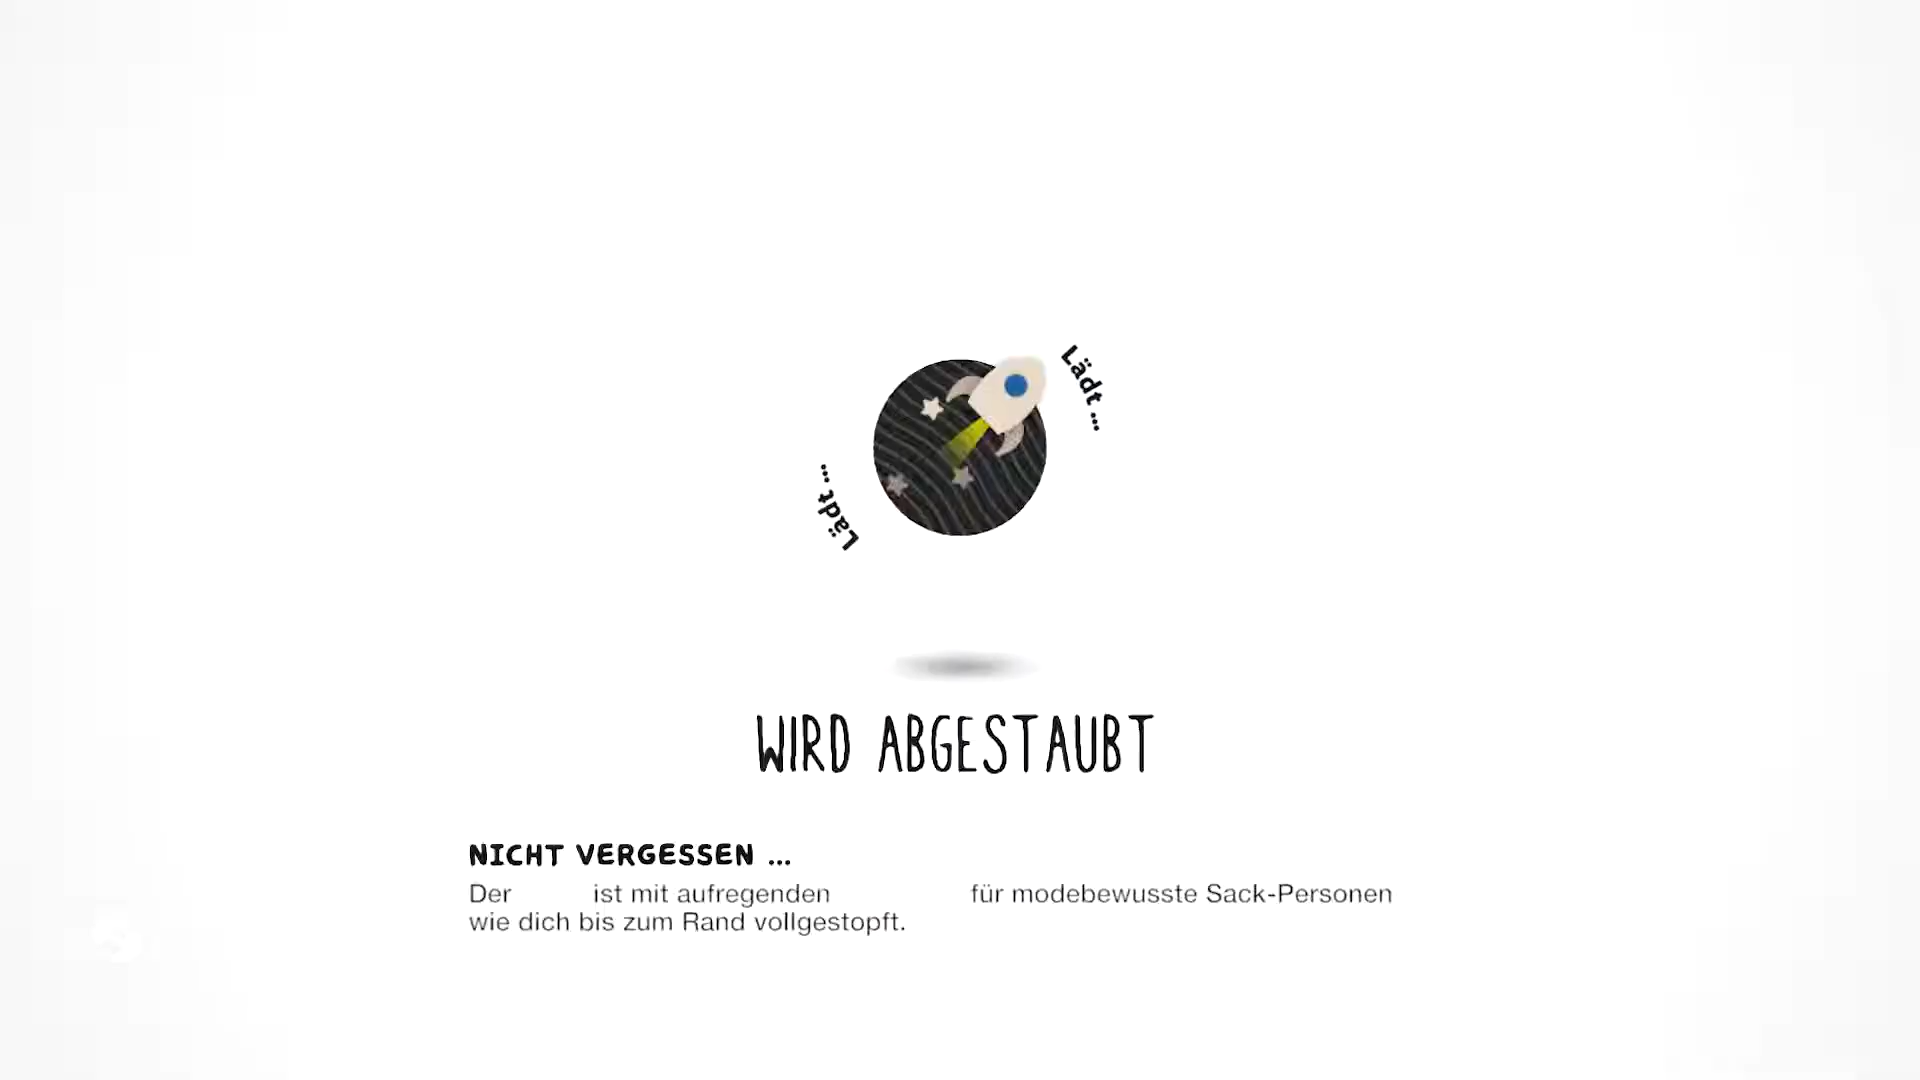 Lädt ...
Lädt ...
WIRD ABGESTAUBT
NICHT VERGESSEN ...
Der ist mit aufregenden für modebewusste Sack-Personen
wie dich bis zum Rand vollgestopft.